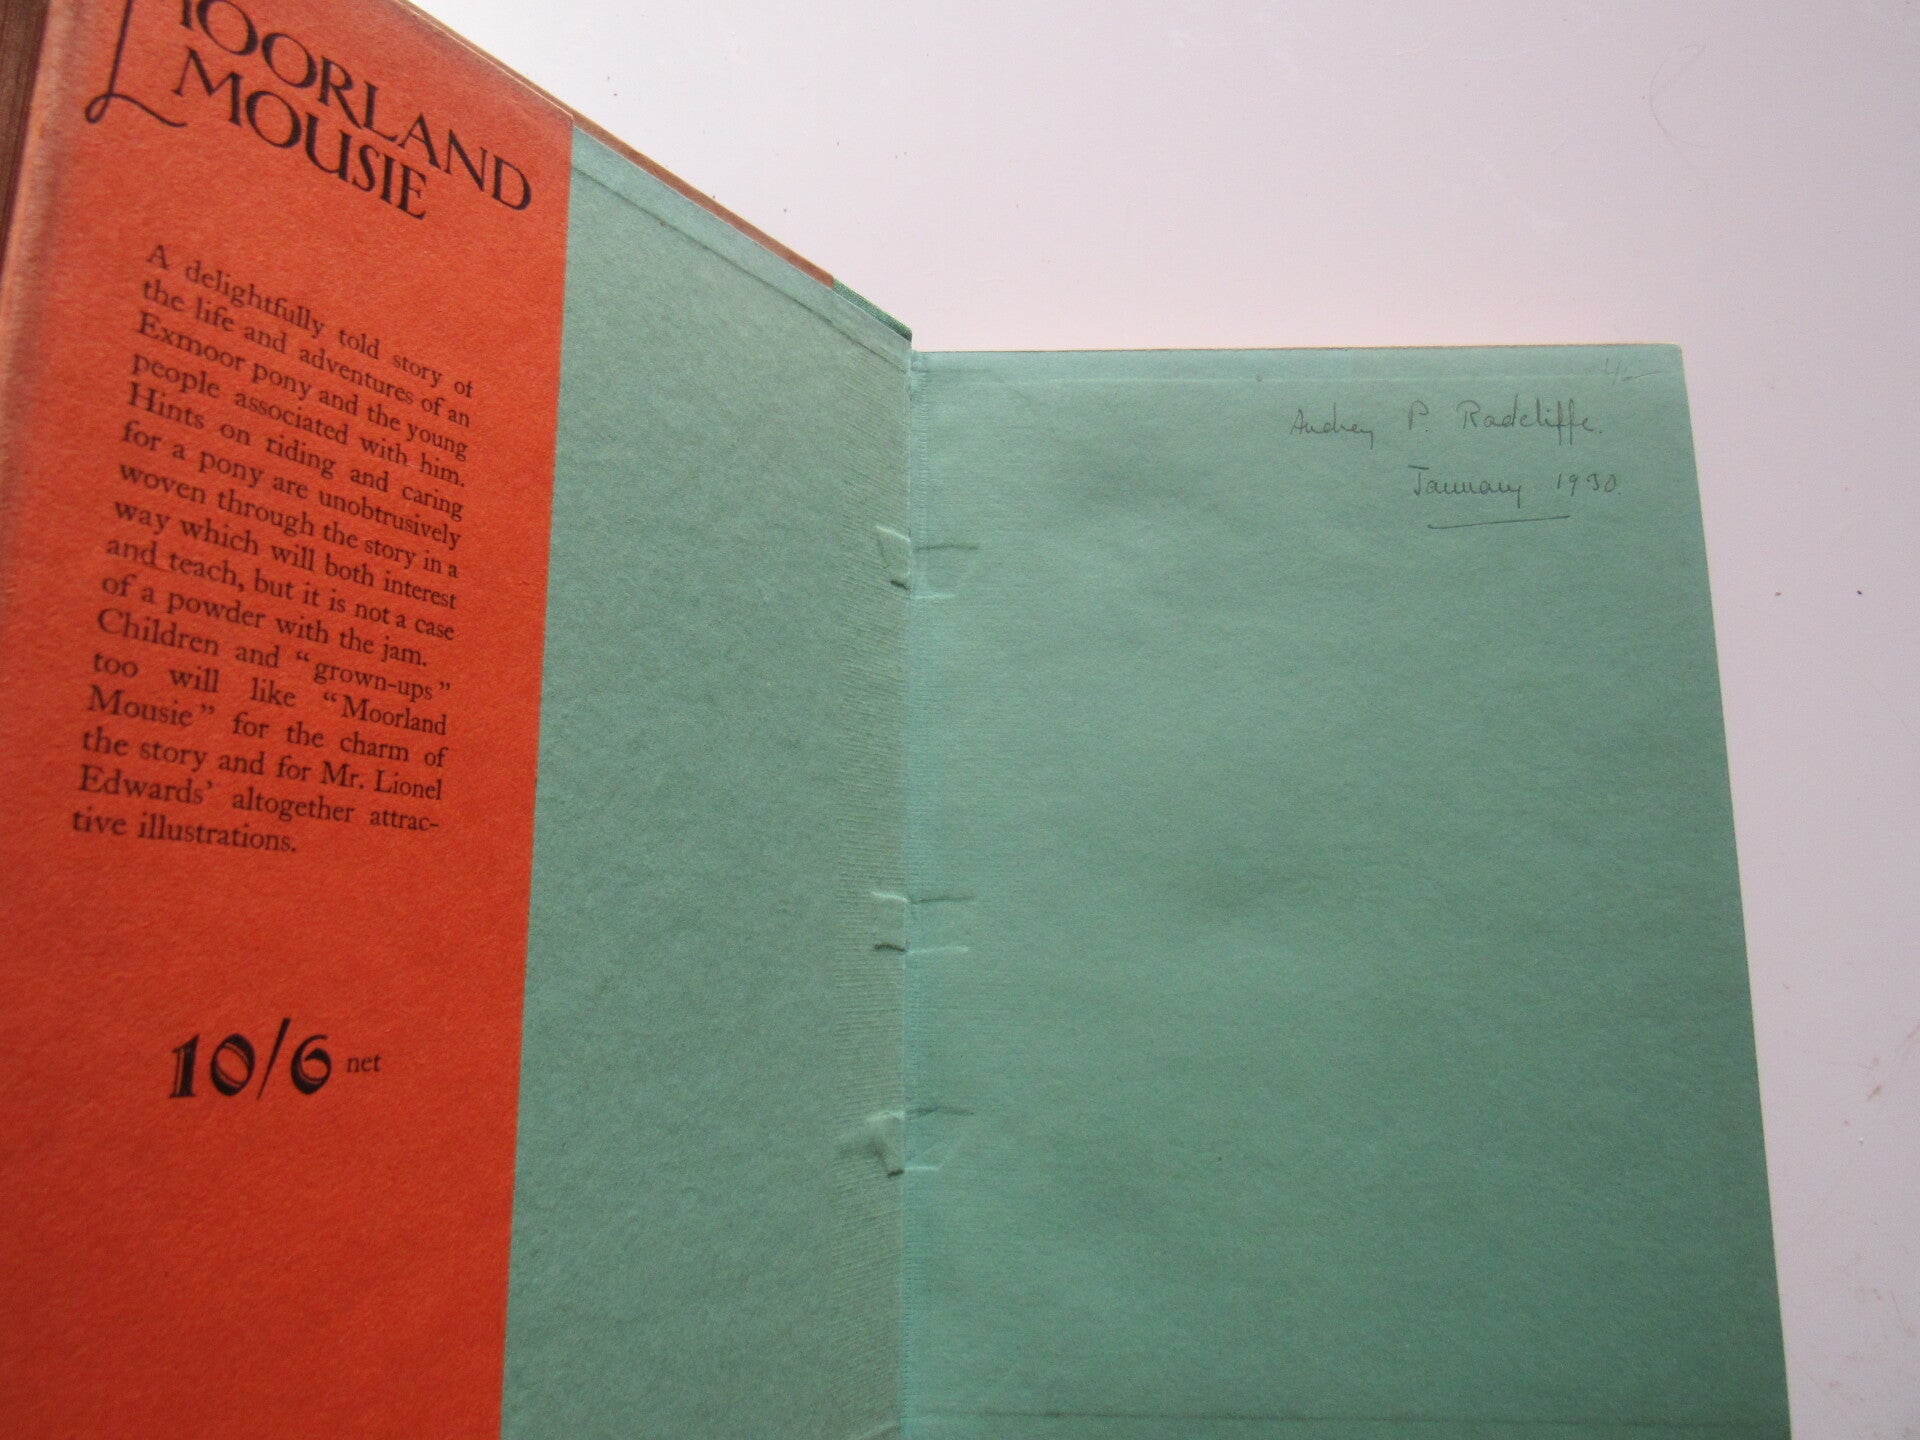 MOORLAND
MOUSIE
A delightfully told story of
the life and adventures of an
Exmoor pony and the young
people associated with him.
Hints on riding and caring
for a pony are unobtrusively
woven through the story in a
way which will both interest
and teach, but it is not a case
of a powder with the jam.
Children and “grown-ups”
too will like “Moorland
Mousie” for the charm of
the story and for Mr. Lionel
Edwards’ altogether attrac-
tive illustrations.
10/6 net
4/-
Audrey P. Radcliffe.
January 1930.